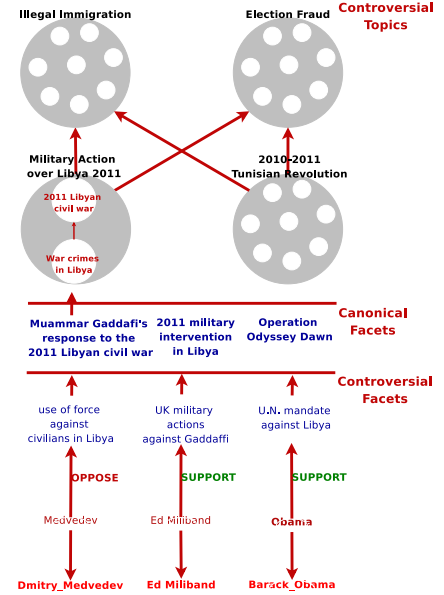 Illegal Immigration
Election Fraud
Controversial
Topics
Military Action
over Libya 2011
2010-2011
Tunisian Revolution
2011 Libyan
civil war
War crimes
in Libya
Muammar Gaddafi's
response to the
2011 Libyan civil war
2011 military
intervention
in Libya
Operation
Odyssey Dawn
Canonical
Facets
Controversial
Facets
use of force
against
civilians in Libya
UK military
actions
against Gaddaffi
U.N. mandate
against Libya
OPPOSE
SUPPORT
SUPPORT
Medvedev
Ed Miliband
Obama
Dmitry_Medvedev
Ed Miliband
Barack_Obama